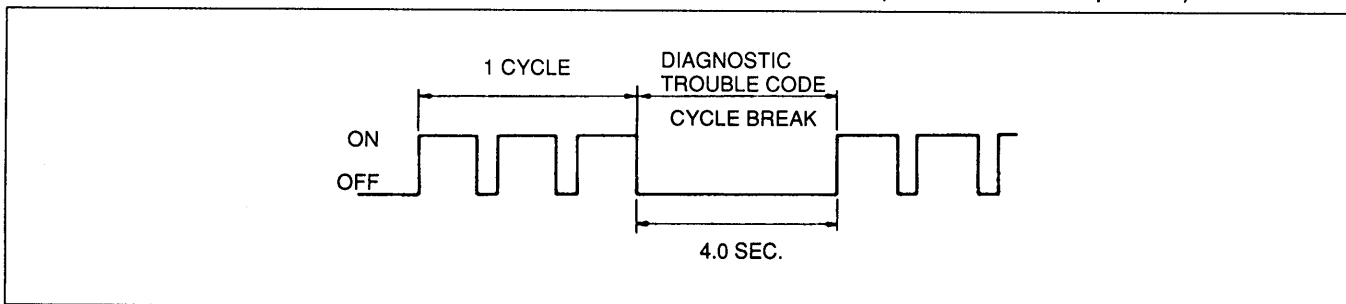 1 CYCLE
DIAGNOSTIC
TROUBLE CODE
CYCLE BREAK
ON
OFF
4.0 SEC.